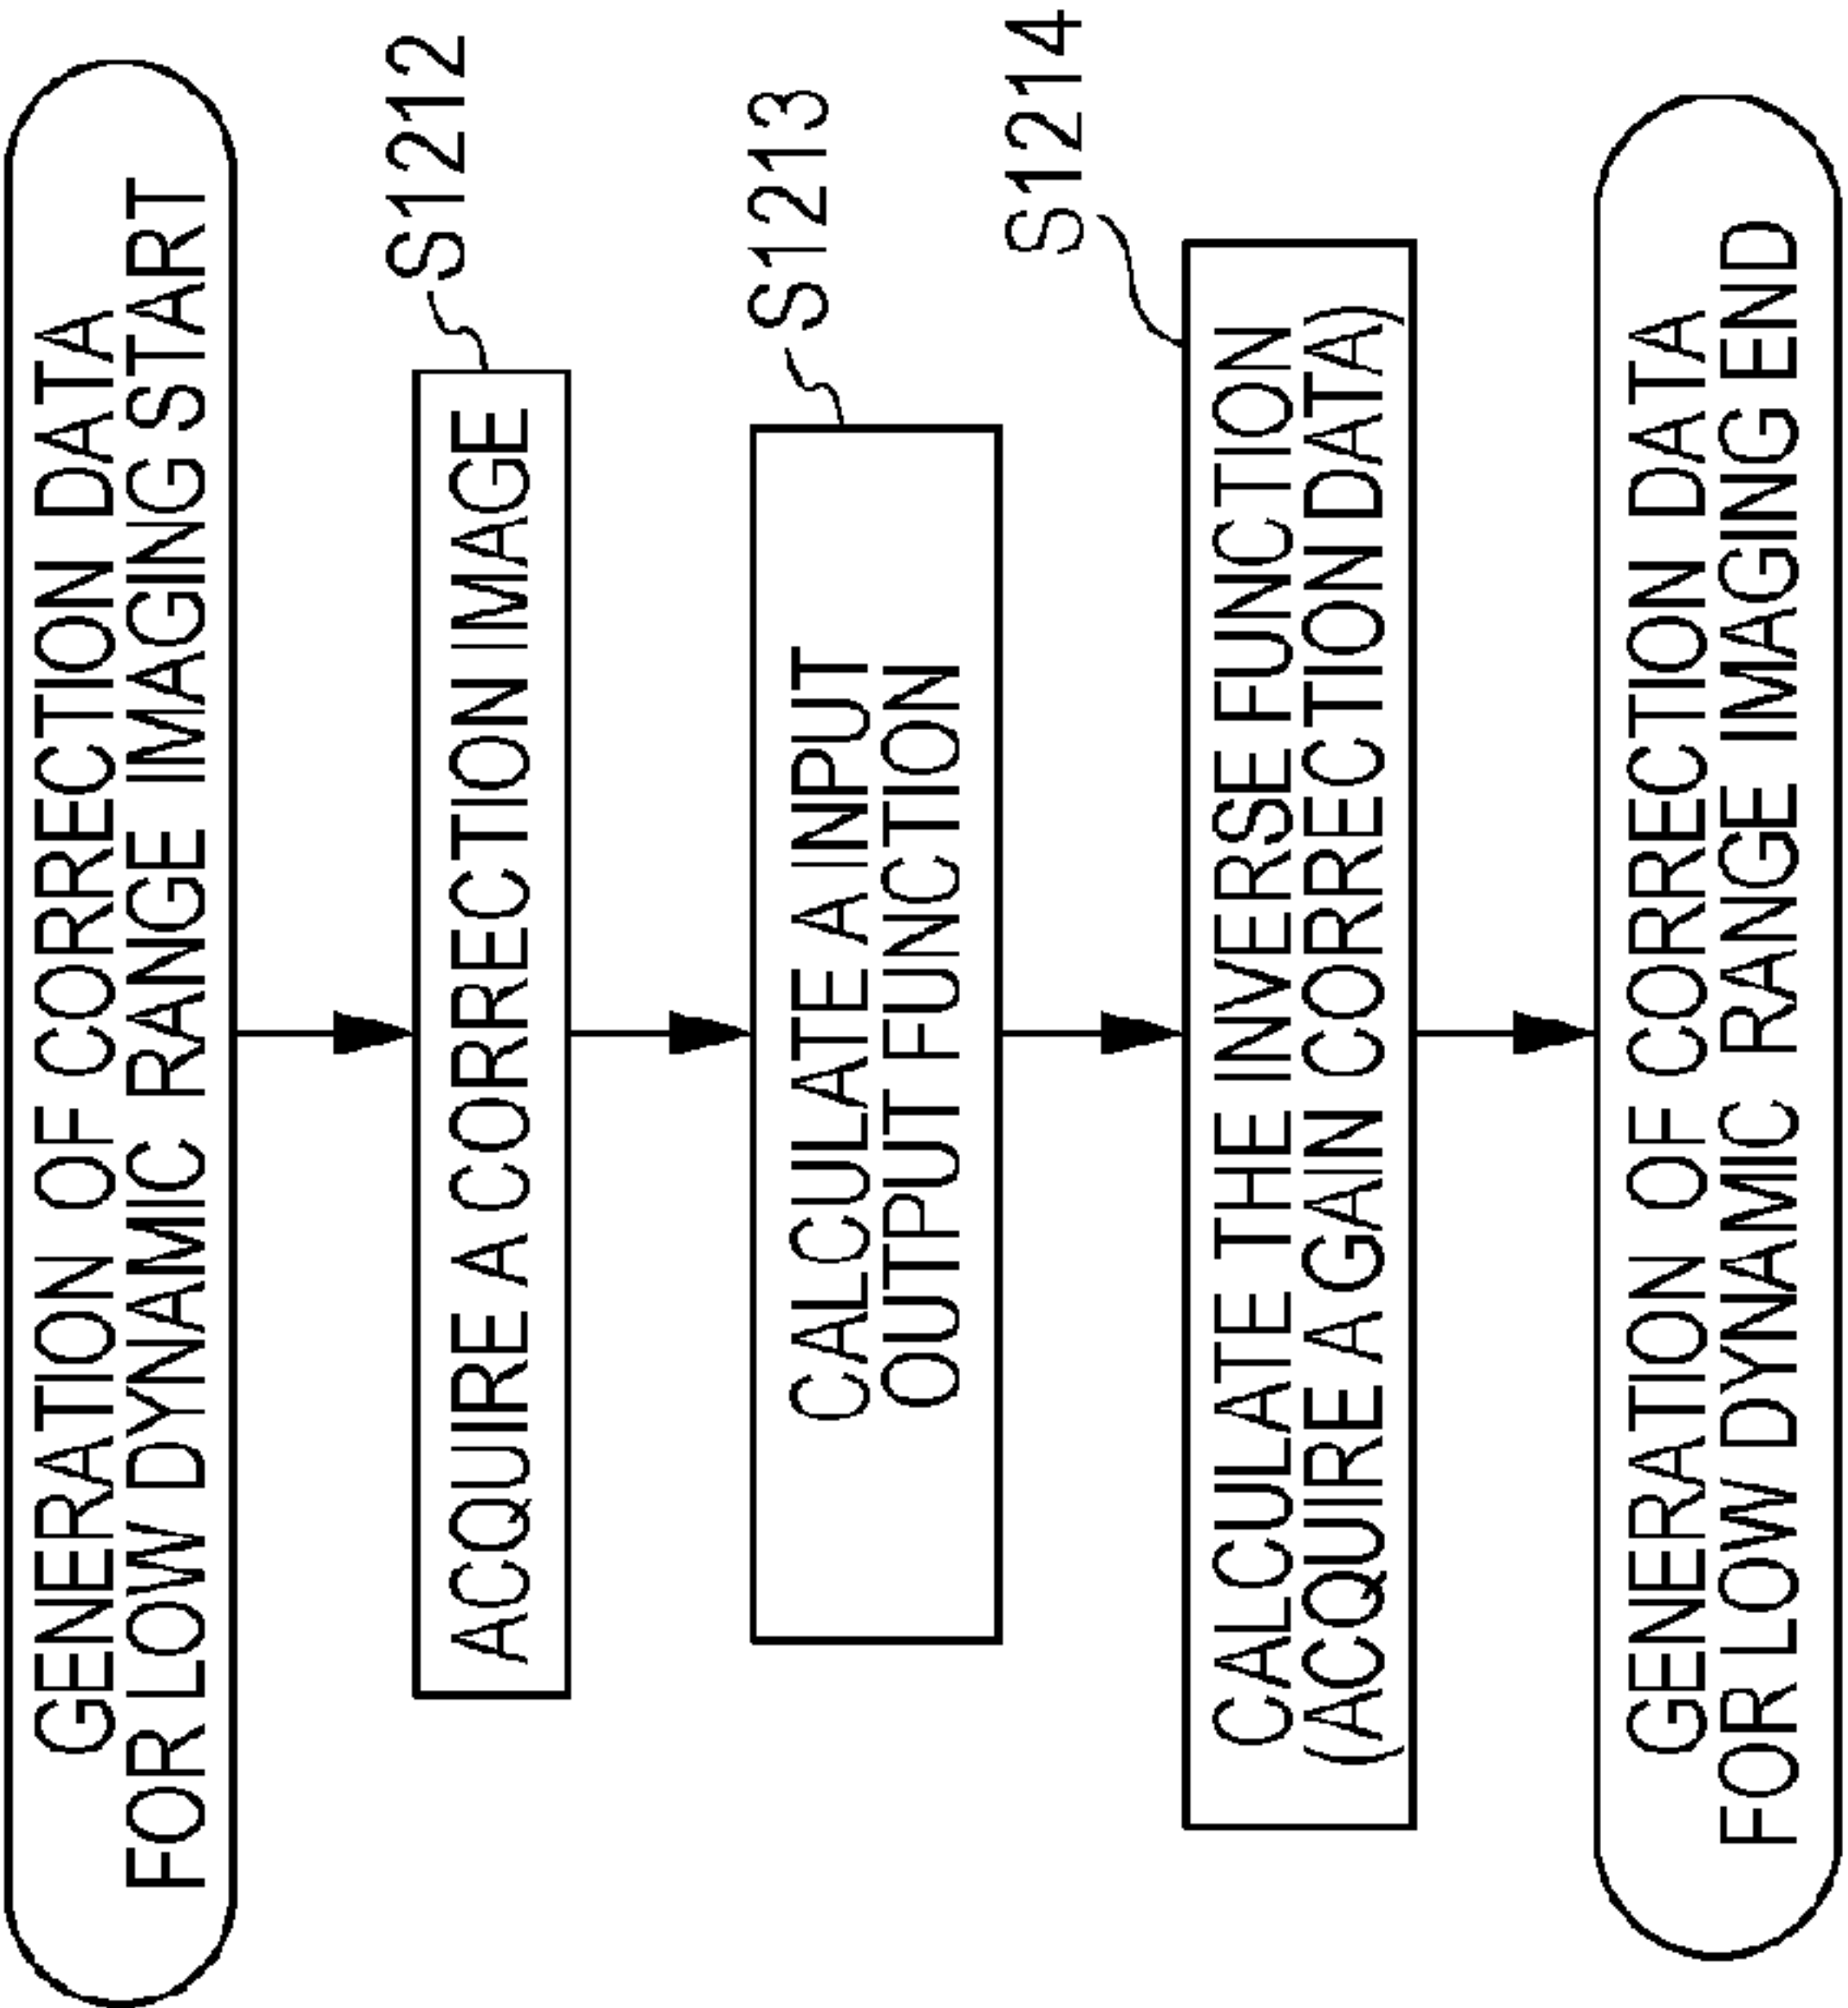 GENERATION OF CORRECTION DATA
FOR LOW DYNAMIC RANGE IMAGING START
S1212
ACQUIRE A CORRECTION IMAGE
S1213
CALCULATE A INPUT
OUTPUT FUNCTION
S1214
CALCULATE THE INVERSE FUNCTION
(ACQUIRE A GAIN CORRECTION DATA)
GENERATION OF CORRECTION DATA
FOR LOW DYNAMIC RANGE IMAGING END